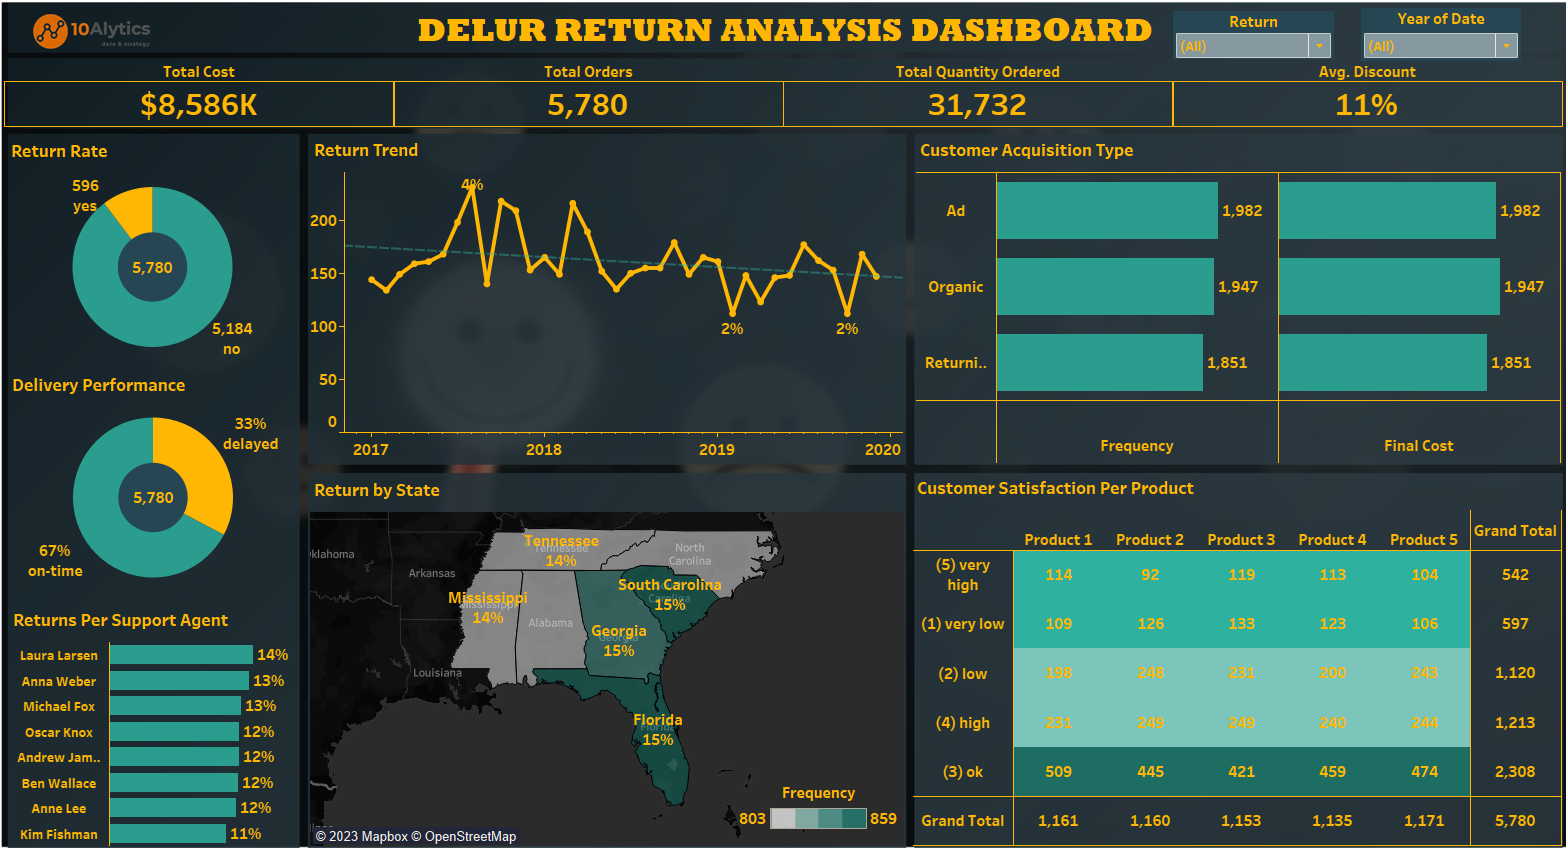 10Alytics
data & strategy
DELUR RETURN ANALYSIS DASHBOARD
Return
(All)
Year of Date
(All)
Total Cost
$8,586K
Total Orders
5,780
Total Quantity Ordered
31,732
Avg. Discount
11%
Return Rate
596
yes
5,780
5,184
no
Delivery Performance
33%
delayed
5,780
67%
on-time
Returns Per Support Agent
Laura Larsen 14%
Anna Weber 13%
Michael Fox 13%
Oscar Knox 12%
Andrew Jam.. 12%
Ben Wallace 12%
Anne Lee 12%
Kim Fishman 11%
Return Trend
4%
200
150
100
2% 2%
50
0
2017 2018 2019 2020
Return by State
Oklahoma
Arkansas
Louisiana
Tennessee
Tennessee
14%
North
Carolina
South Carolina
Carolina
15%
Mississippi
Mississippi
14%
Alabama
Georgia
Georgia
15%
Florida
Florida
15%
Frequency
803 859
© 2023 Mapbox © OpenStreetMap
Customer Acquisition Type
Ad 1,982 1,982
Organic 1,947 1,947
Returni.. 1,851 1,851
Frequency Final Cost
Customer Satisfaction Per Product
Product 1 Product 2 Product 3 Product 4 Product 5 Grand Total
(5) very
high 114 92 119 113 104 542
(1) very low 109 126 133 123 106 597
(2) low 198 248 231 200 243 1,120
(4) high 231 249 249 240 244 1,213
(3) ok 509 445 421 459 474 2,308
Grand Total 1,161 1,160 1,153 1,135 1,171 5,780